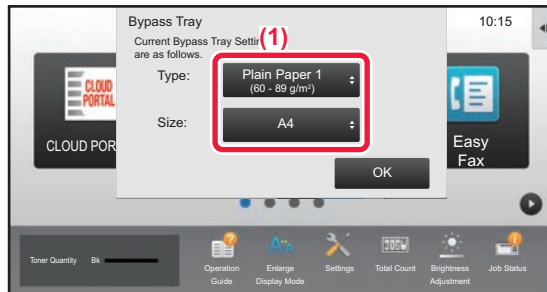 Bypass Tray
10:15
Current Bypass Tray Settin
(1)
are as follows.
Type:
Plain Paper 1
(60 - 89 g/m²)
Size:
A4
OK
CLOUD
PORTAL
CLOUD POR
Easy
Fax
Toner Quantity Bk
Operation
Guide
Enlarge
Display Mode
Settings
Total Count
Brightness
Adjustment
Job Status